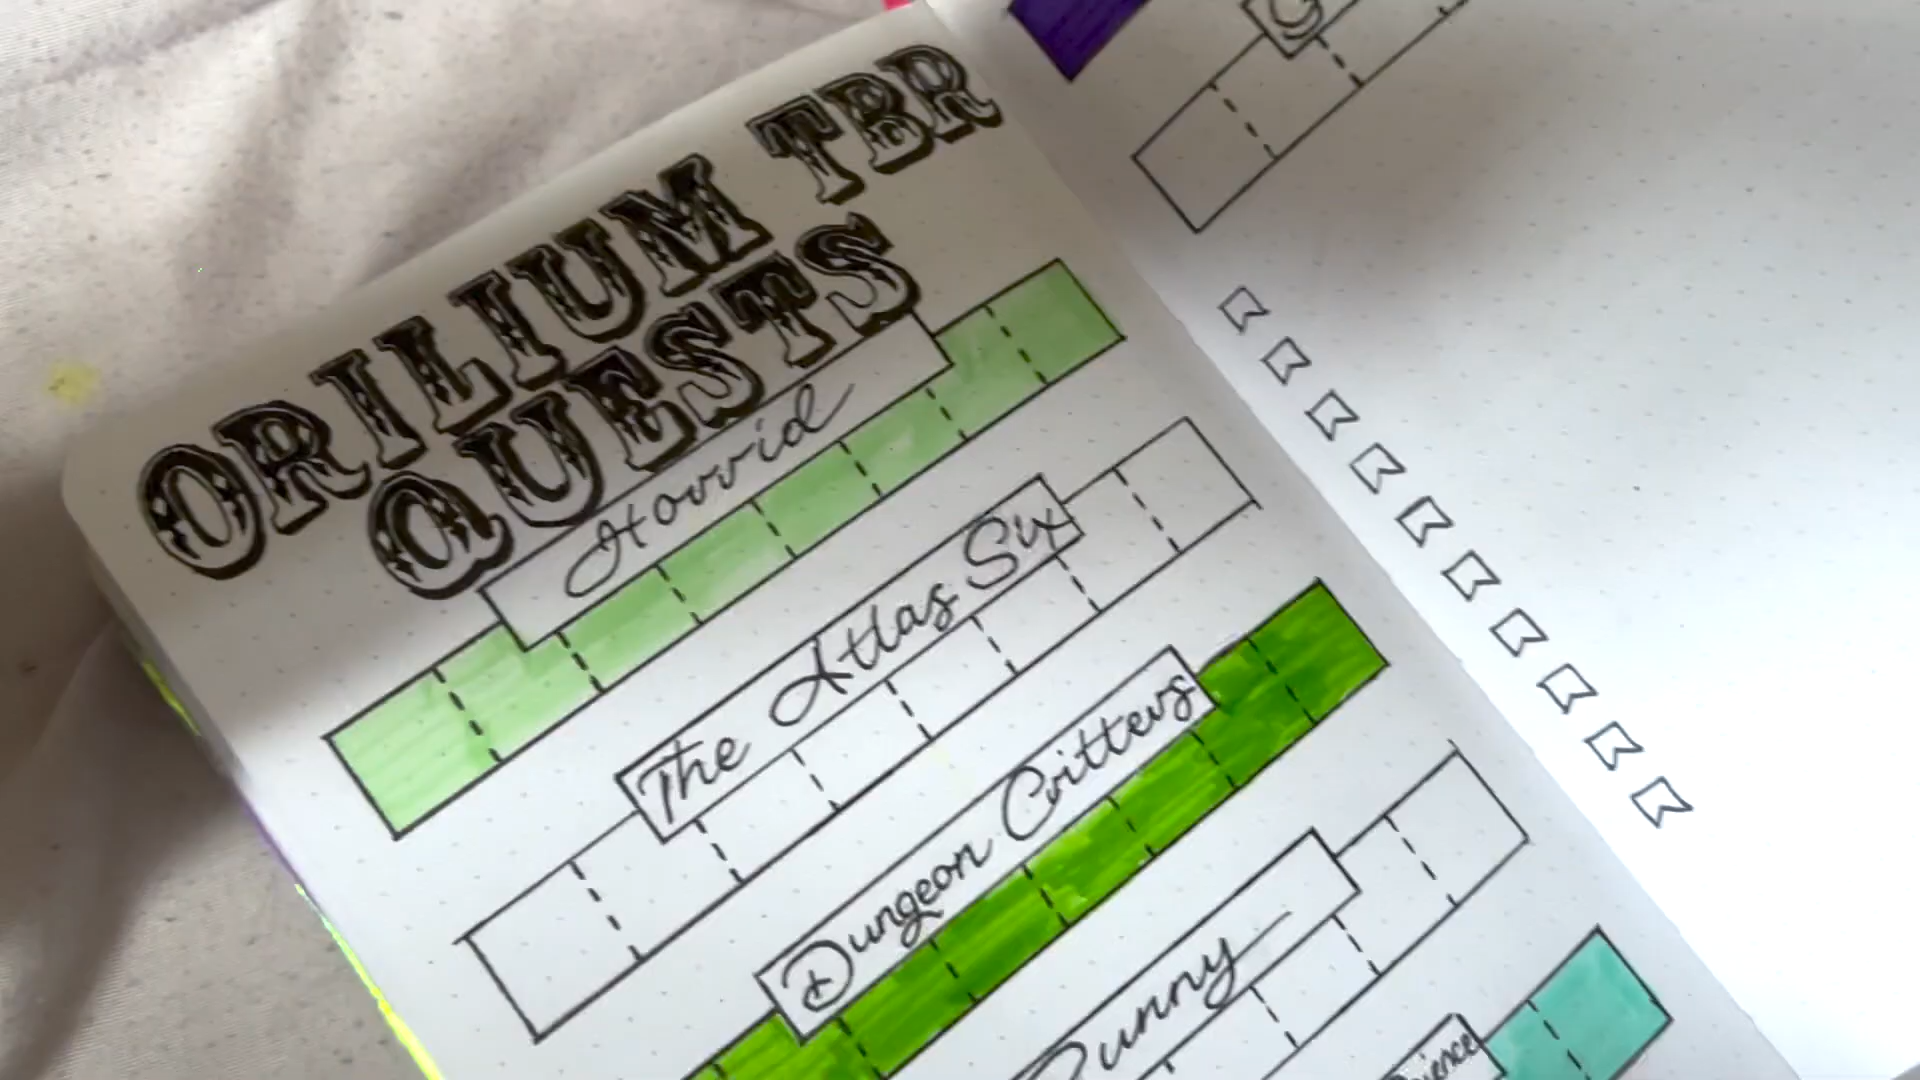 ORILIUM TBR
QUESTS
Horrid
The Atlas Six
Dungeon Critters
Bunny